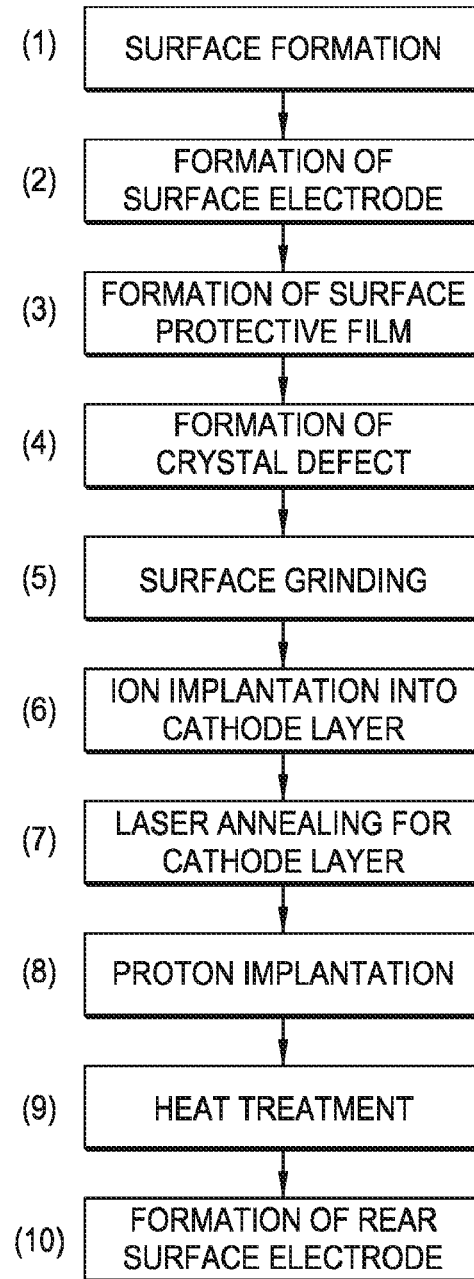 (1) SURFACE FORMATION
(2) FORMATION OF
SURFACE ELECTRODE
(3) FORMATION OF SURFACE
PROTECTIVE FILM
(4) FORMATION OF
CRYSTAL DEFECT
(5) SURFACE GRINDING
(6) ION IMPLANTATION INTO
CATHODE LAYER
(7) LASER ANNEALING FOR
CATHODE LAYER
(8) PROTON IMPLANTATION
(9) HEAT TREATMENT
(10) FORMATION OF REAR
SURFACE ELECTRODE